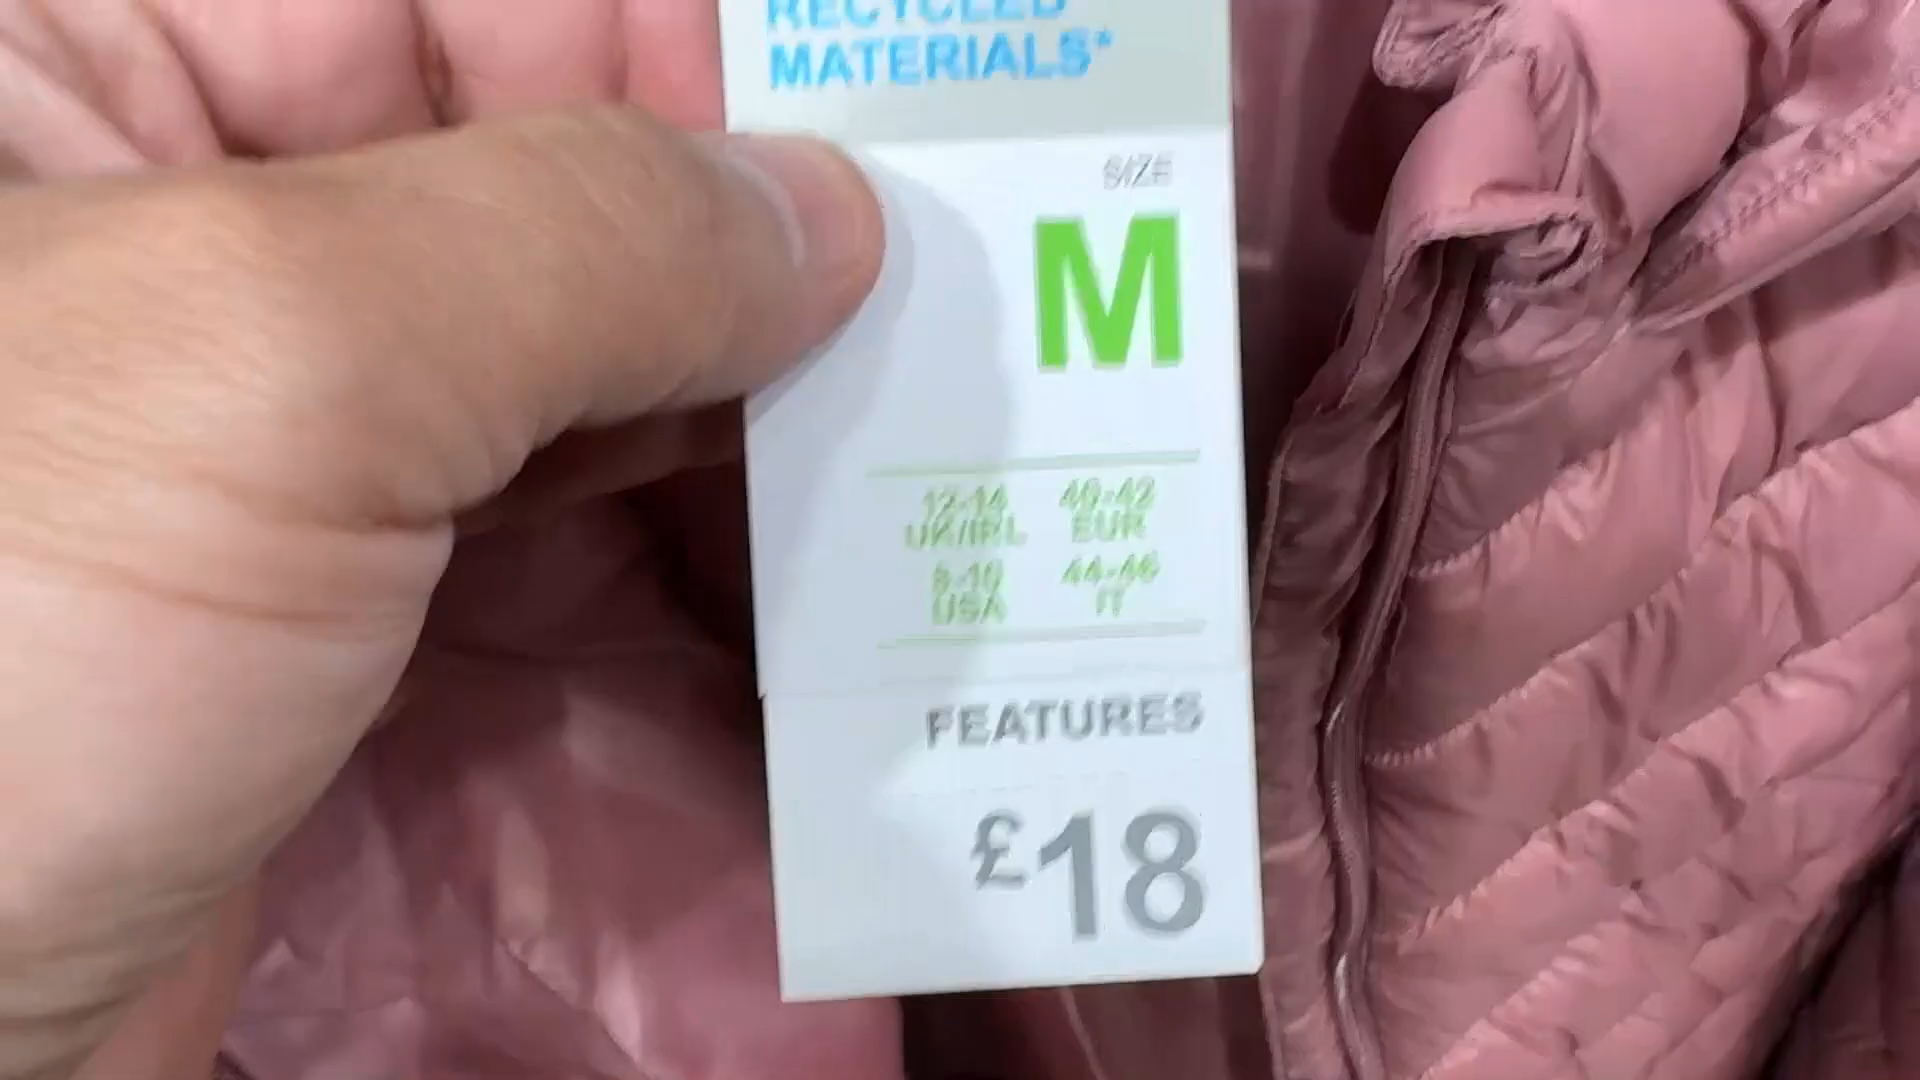 RECYCLED
MATERIALS*
SIZE
M
12-14 40-42
UK/IRL EUR
8-10 44-46
USA IT
FEATURES
£18